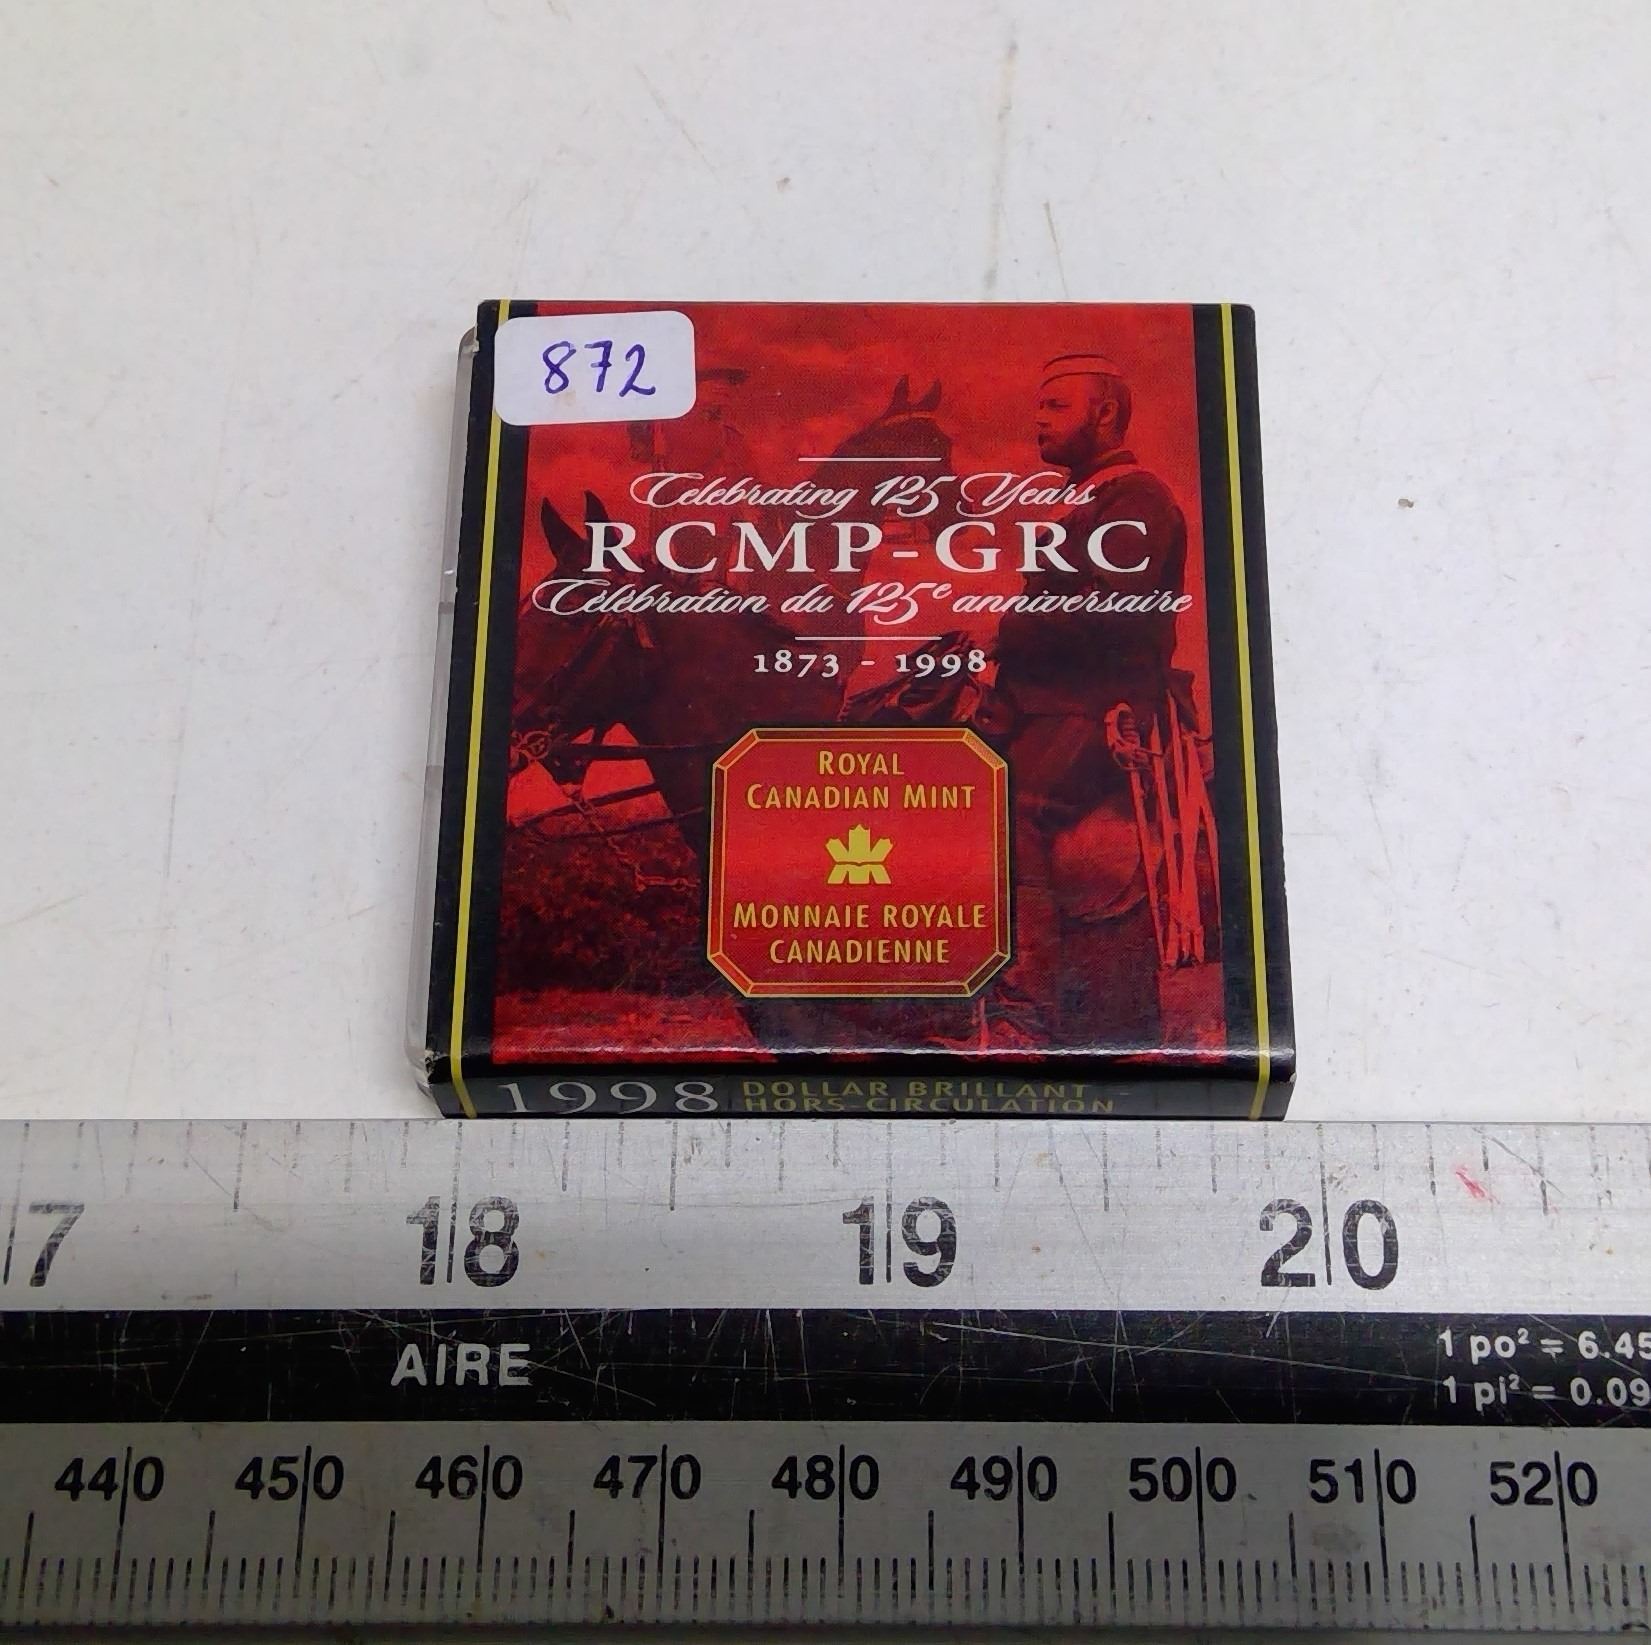 872
Celebrating 125 Years
RCMP-GRC
Célébration du 125e anniversaire
1873 - 1998
ROYAL
CANADIAN MINT
MONNAIE ROYALE
CANADIENNE
1998 DOLLAR BRILLANT -
HORS-CIRCULATION
7 18 19 20
AIRE
1 po² = 6.45
1 pi² = 0.09
440 450 460 470 480 490 500 510 520